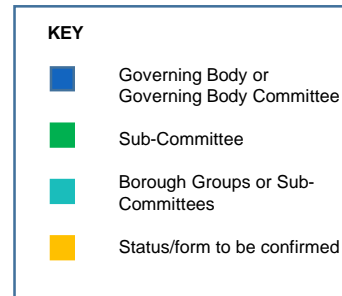 KEY
Governing Body or
Governing Body Committee
Sub-Committee
Borough Groups or Sub-
Committees
Status/form to be confirmed